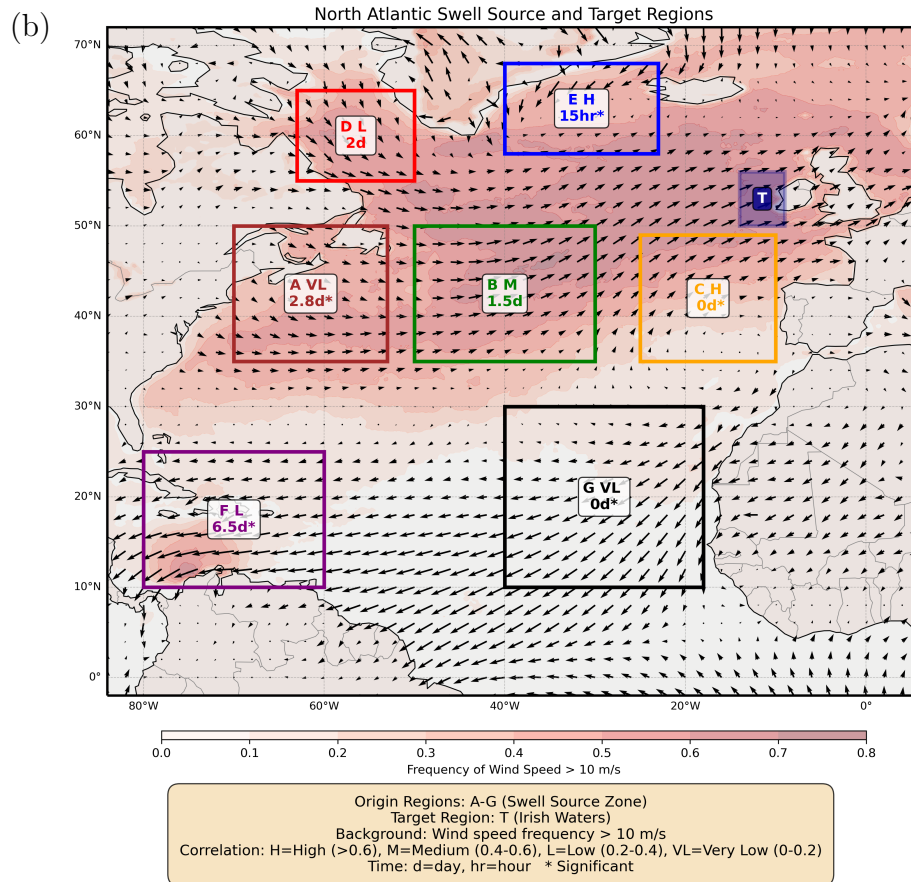 (b)
North Atlantic Swell Source and Target Regions
70°N
60°N
50°N
40°N
30°N
20°N
10°N
0°
E H
15hr*
D L
2d
T
A VL
2.8d*
B M
1.5d
C H
0d*
G VL
0d*
F L
6.5d*
80°W 60°W 40°W 20°W 0°
0.0 0.1 0.2 0.3 0.4 0.5 0.6 0.7 0.8
Frequency of Wind Speed > 10 m/s
Origin Regions: A-G (Swell Source Zone)
Target Region: T (Irish Waters)
Background: Wind speed frequency > 10 m/s
Correlation: H=High (>0.6), M=Medium (0.4-0.6), L=Low (0.2-0.4), VL=Very Low (0-0.2)
Time: d=day, hr=hour * Significant